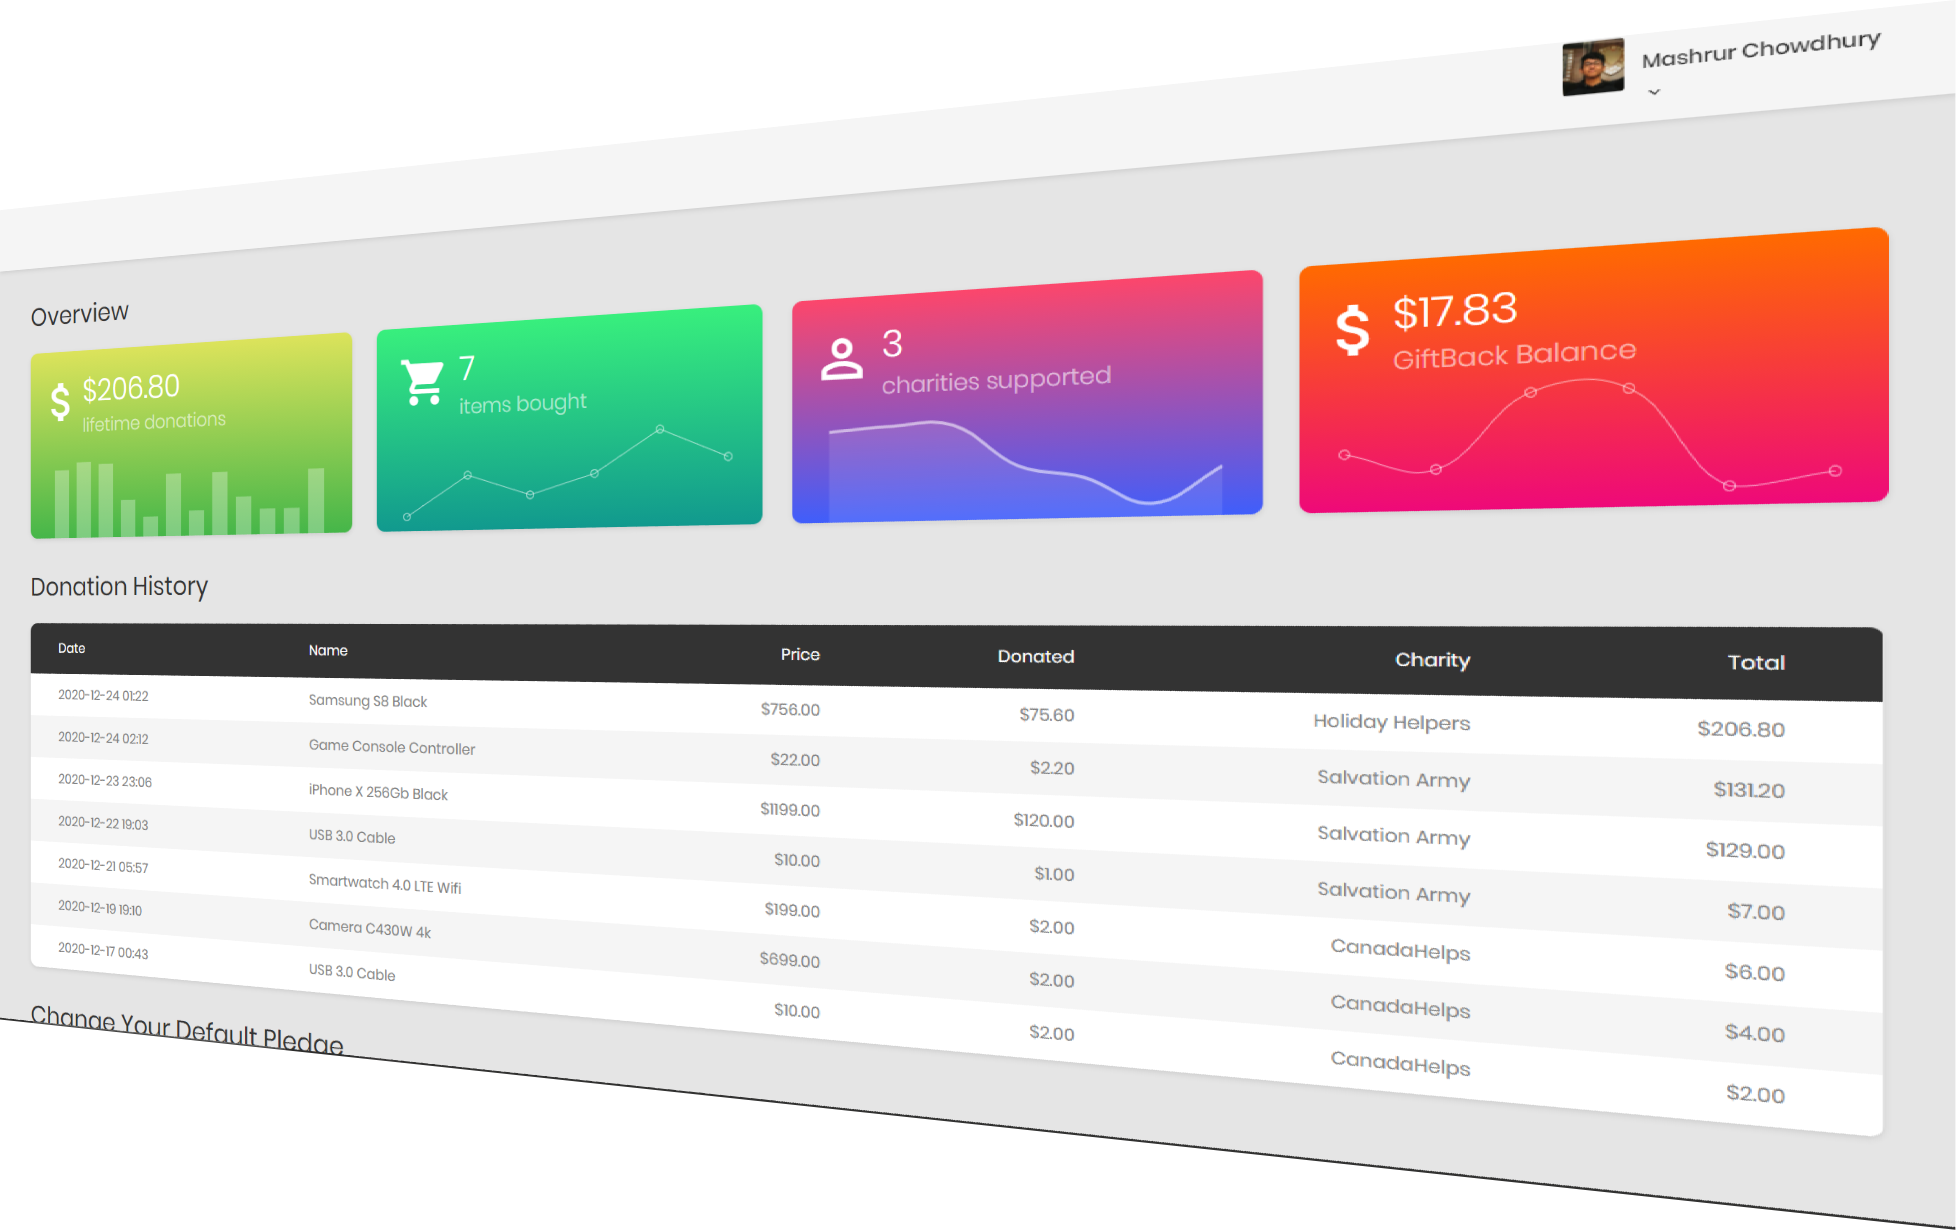 Mashrur Chowdhury
Overview
$206.80
lifetime donations
7
items bought
3
charities supported
$17.83
GiftBack Balance
Donation History
Date Name Price Donated Charity Total
2020-12-24 01:22 Samsung S8 Black $756.00 $75.60 Holiday Helpers $206.80
2020-12-24 02:12 Game Console Controller $22.00 $2.20 Salvation Army $131.20
2020-12-23 23:06 iPhone X 256Gb Black $1199.00 $120.00 Salvation Army $129.00
2020-12-22 19:03 USB 3.0 Cable $10.00 $1.00 Salvation Army $7.00
2020-12-21 05:57 Smartwatch 4.0 LTE Wifi $199.00 $2.00 CanadaHelps $6.00
2020-12-19 19:10 Camera C430W 4k $699.00 $2.00 CanadaHelps $4.00
2020-12-17 00:43 USB 3.0 Cable $10.00 $2.00 CanadaHelps $2.00
Change Your Default Pledge